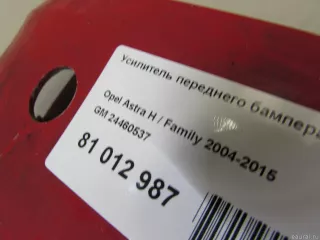 Усилитель переднего бампера
Opel Astra H / Family 2004-2015
GM 24460537
81 012 987